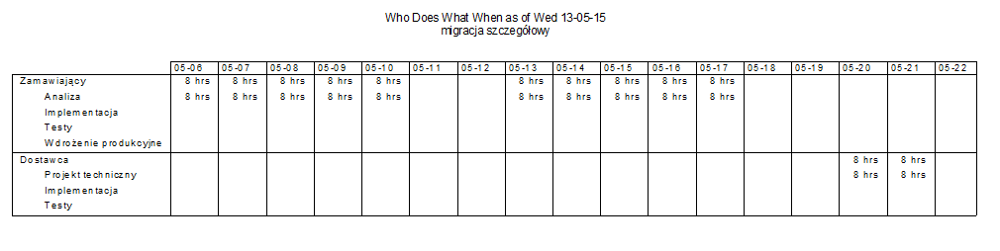 Who Does What When as of Wed 13-05-15
migracja szczegółowy
05-06 05-07 05-08 05-09 05-10 05-11 05-12 05-13 05-14 05-15 05-16 05-17 05-18 05-19 05-20 05-21 05-22
Zamawiający 8 hrs 8 hrs 8 hrs 8 hrs 8 hrs 8 hrs 8 hrs 8 hrs 8 hrs 8 hrs
Analiza 8 hrs 8 hrs 8 hrs 8 hrs 8 hrs 8 hrs 8 hrs 8 hrs 8 hrs 8 hrs
Implementacja
Testy
Wdrożenie produkcyjne
Dostawca 8 hrs 8 hrs
Projekt techniczny 8 hrs 8 hrs
Implementacja
Testy